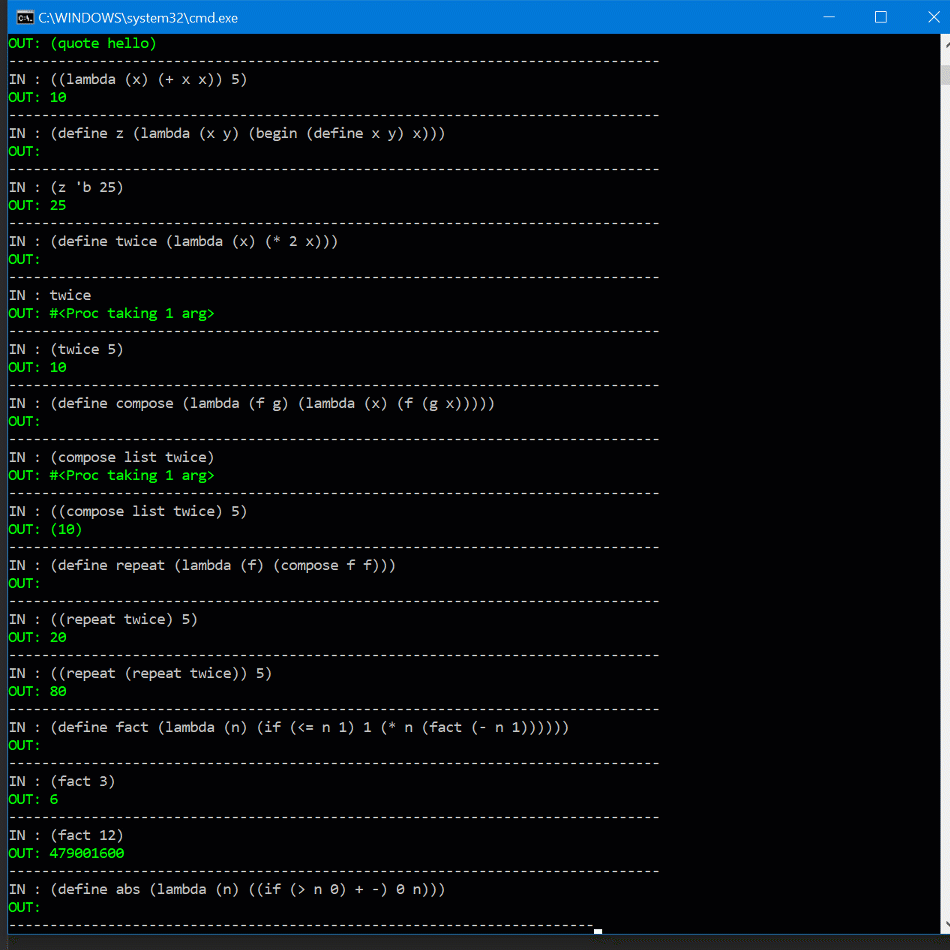 C:\WINDOWS\system32\cmd.exe
OUT: (quote hello)
-------------------------------------------------------------------------------
IN : ((lambda (x) (+ x x)) 5)
OUT: 10
-------------------------------------------------------------------------------
IN : (define z (lambda (x y) (begin (define x y) x)))
OUT:
-------------------------------------------------------------------------------
IN : (z 'b 25)
OUT: 25
-------------------------------------------------------------------------------
IN : (define twice (lambda (x) (* 2 x)))
OUT:
-------------------------------------------------------------------------------
IN : twice
OUT: #<Proc taking 1 arg>
-------------------------------------------------------------------------------
IN : (twice 5)
OUT: 10
-------------------------------------------------------------------------------
IN : (define compose (lambda (f g) (lambda (x) (f (g x)))))
OUT:
-------------------------------------------------------------------------------
IN : (compose list twice)
OUT: #<Proc taking 1 arg>
-------------------------------------------------------------------------------
IN : ((compose list twice) 5)
OUT: (10)
-------------------------------------------------------------------------------
IN : (define repeat (lambda (f) (compose f f)))
OUT:
-------------------------------------------------------------------------------
IN : ((repeat twice) 5)
OUT: 20
-------------------------------------------------------------------------------
IN : ((repeat (repeat twice)) 5)
OUT: 80
-------------------------------------------------------------------------------
IN : (define fact (lambda (n) (if (<= n 1) 1 (* n (fact (- n 1))))))
OUT:
-------------------------------------------------------------------------------
IN : (fact 3)
OUT: 6
-------------------------------------------------------------------------------
IN : (fact 12)
OUT: 479001600
-------------------------------------------------------------------------------
IN : (define abs (lambda (n) ((if (> n 0) + -) 0 n)))
OUT:
-----------------------------------------------------------------------